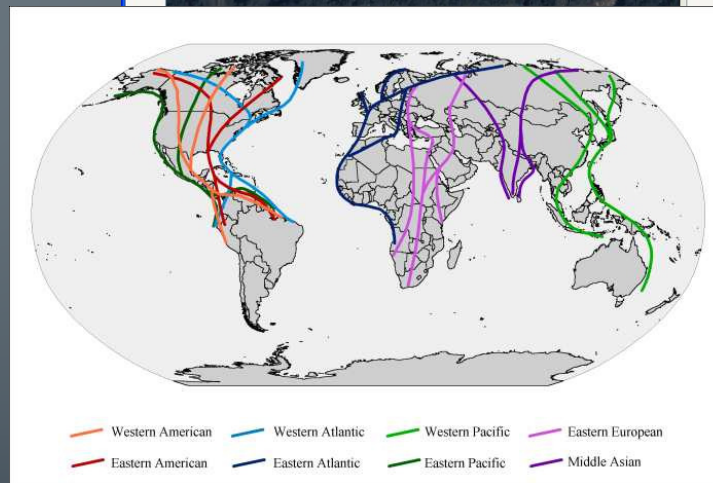 Western American
Western Atlantic
Western Pacific
Eastern European
Eastern American
Eastern Atlantic
Eastern Pacific
Middle Asian